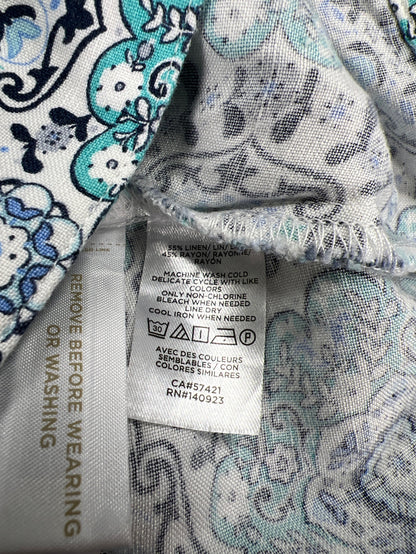 55% LINEN/LIN/L
45% RAYON/RAYONNE/
RAYON
MACHINE WASH COLD
DELICATE CYCLE WITH LIKE
COLORS
ONLY NON-CHLORINE
BLEACH WHEN NEEDED
LINE DRY
COOL IRON WHEN NEEDED
30 P
AVEC DES COULEURS
SEMBLABLES / CON
COLORES SIMILARES
CA#57421
RN#140923
REMOVE BEFORE WEARING
OR WASHING